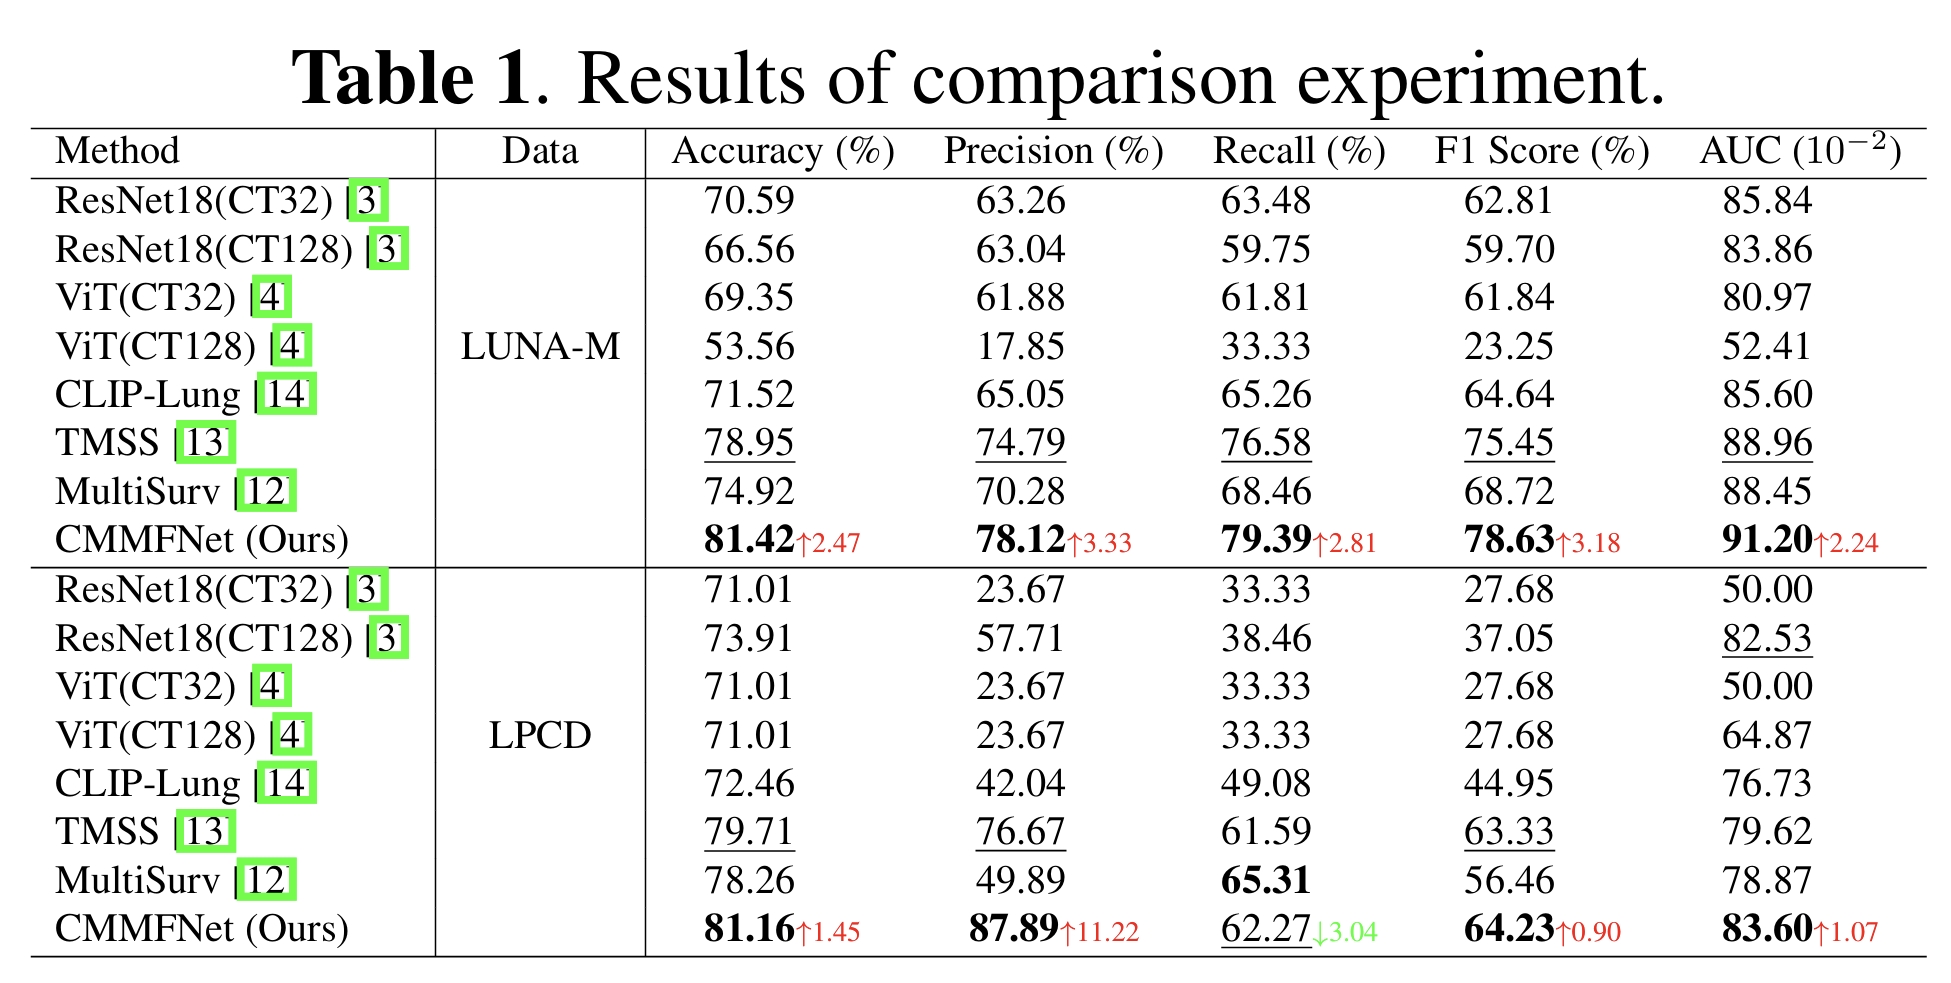 Table 1. Results of comparison experiment.
Method Data Accuracy (%) Precision (%) Recall (%) F1 Score (%) AUC (10⁻²)
ResNet18(CT32) [3] 70.59 63.26 63.48 62.81 85.84
ResNet18(CT128) [3] 66.56 63.04 59.75 59.70 83.86
ViT(CT32) [4] 69.35 61.88 61.81 61.84 80.97
ViT(CT128) [4] LUNA-M 53.56 17.85 33.33 23.25 52.41
CLIP-Lung [14] 71.52 65.05 65.26 64.64 85.60
TMSS [13] 78.95 74.79 76.58 75.45 88.96
MultiSurv [12] 74.92 70.28 68.46 68.72 88.45
CMMFNet (Ours) 81.42↑2.47 78.12↑3.33 79.39↑2.81 78.63↑3.18 91.20↑2.24
ResNet18(CT32) [3] 71.01 23.67 33.33 27.68 50.00
ResNet18(CT128) [3] 73.91 57.71 38.46 37.05 82.53
ViT(CT32) [4] 71.01 23.67 33.33 27.68 50.00
ViT(CT128) [4] LPCD 71.01 23.67 33.33 27.68 64.87
CLIP-Lung [14] 72.46 42.04 49.08 44.95 76.73
TMSS [13] 79.71 76.67 61.59 63.33 79.62
MultiSurv [12] 78.26 49.89 65.31 56.46 78.87
CMMFNet (Ours) 81.16↑1.45 87.89↑11.22 62.27↓3.04 64.23↑0.90 83.60↑1.07